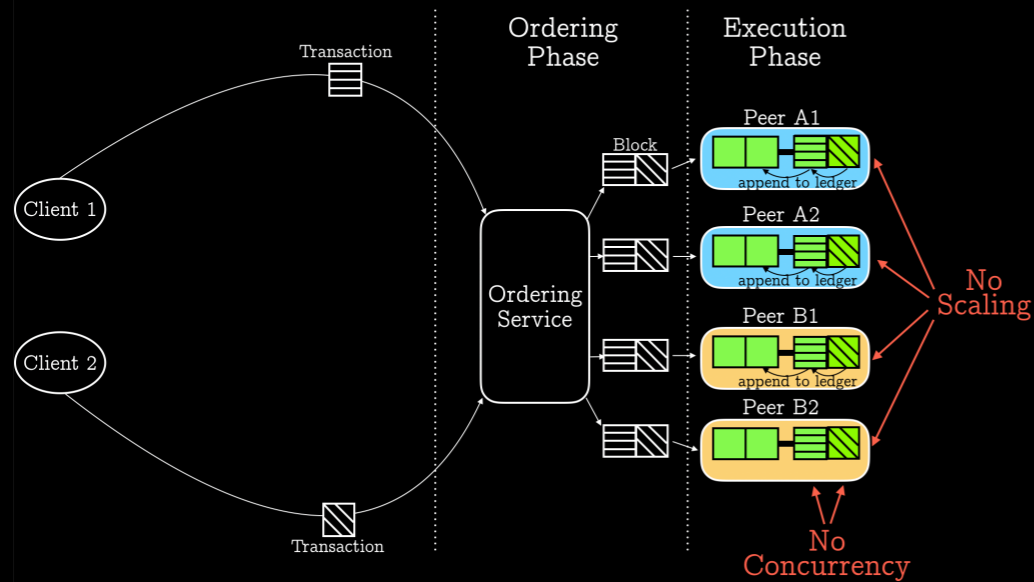 Ordering
Phase
Execution
Phase
Transaction
Client 1
Client 2
Transaction
Ordering
Service
Block
Peer A1
append to ledger
Peer A2
append to ledger
Peer B1
append to ledger
Peer B2
No
Scaling
No
Concurrency